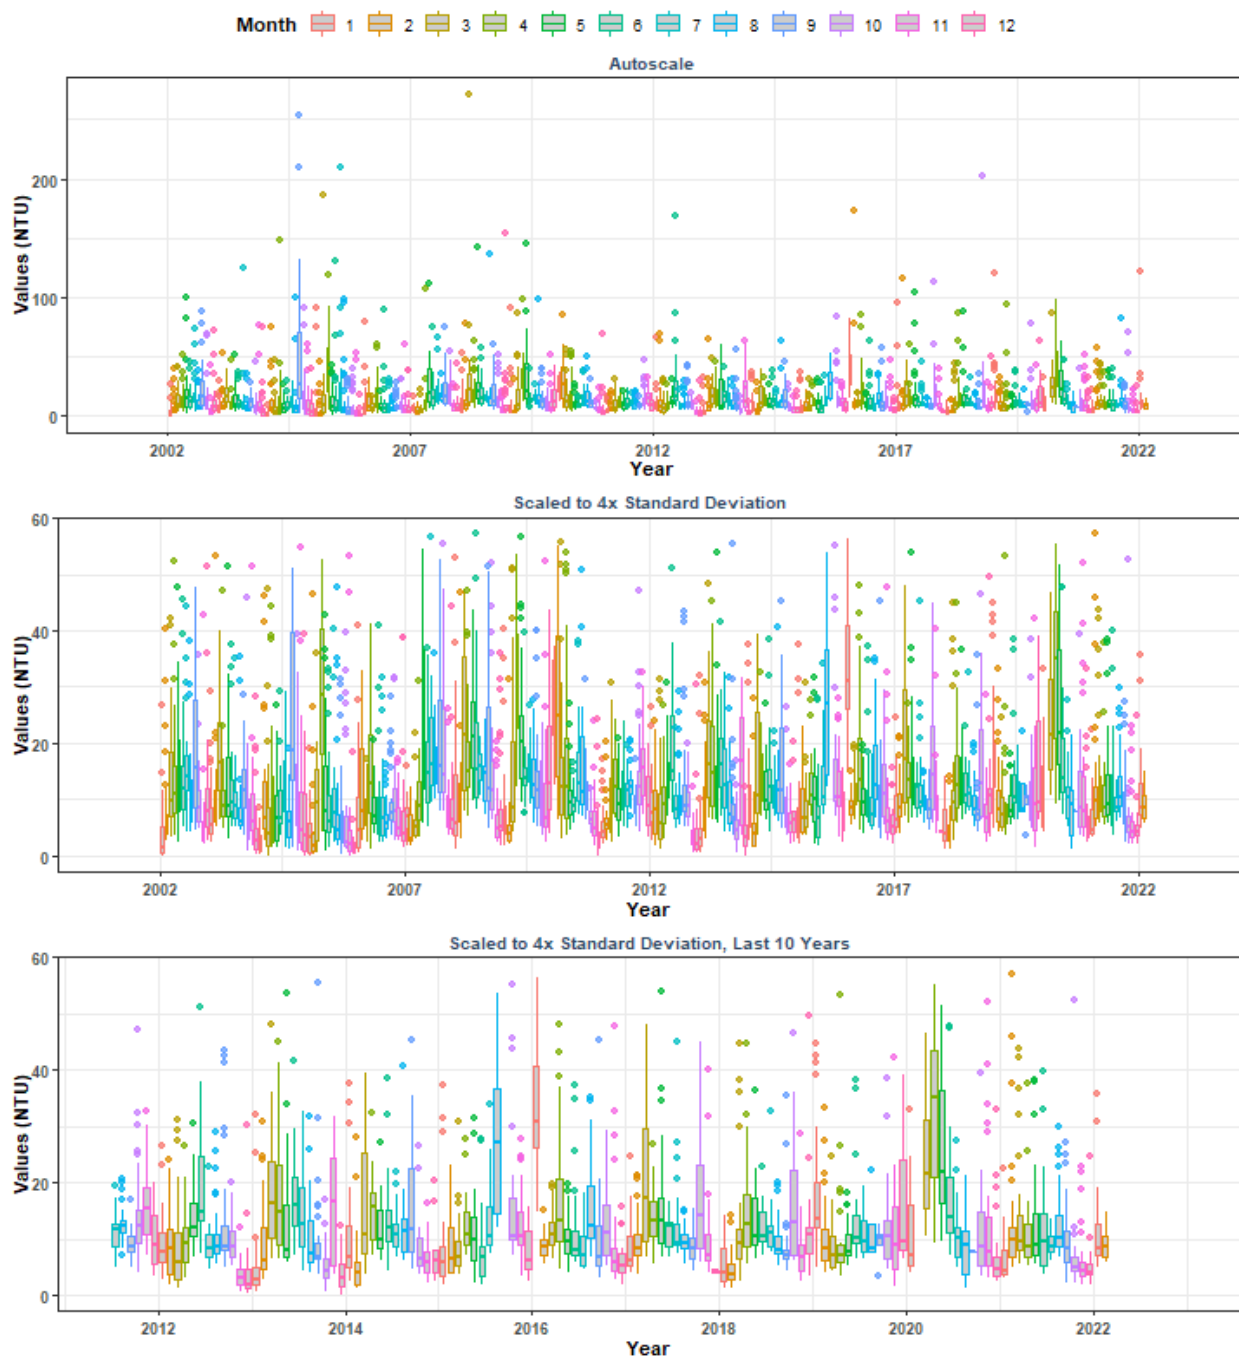 Month 1 2 3 4 5 6 7 8 9 10 11 12
Autoscale
Values (NTU)
200
100
0
2002 2007 2012 2017 2022
Year
Scaled to 4x Standard Deviation
Values (NTU)
60
40
20
0
2002 2007 2012 2017 2022
Year
Scaled to 4x Standard Deviation, Last 10 Years
Values (NTU)
60
40
20
0
2012 2014 2016 2018 2020 2022
Year